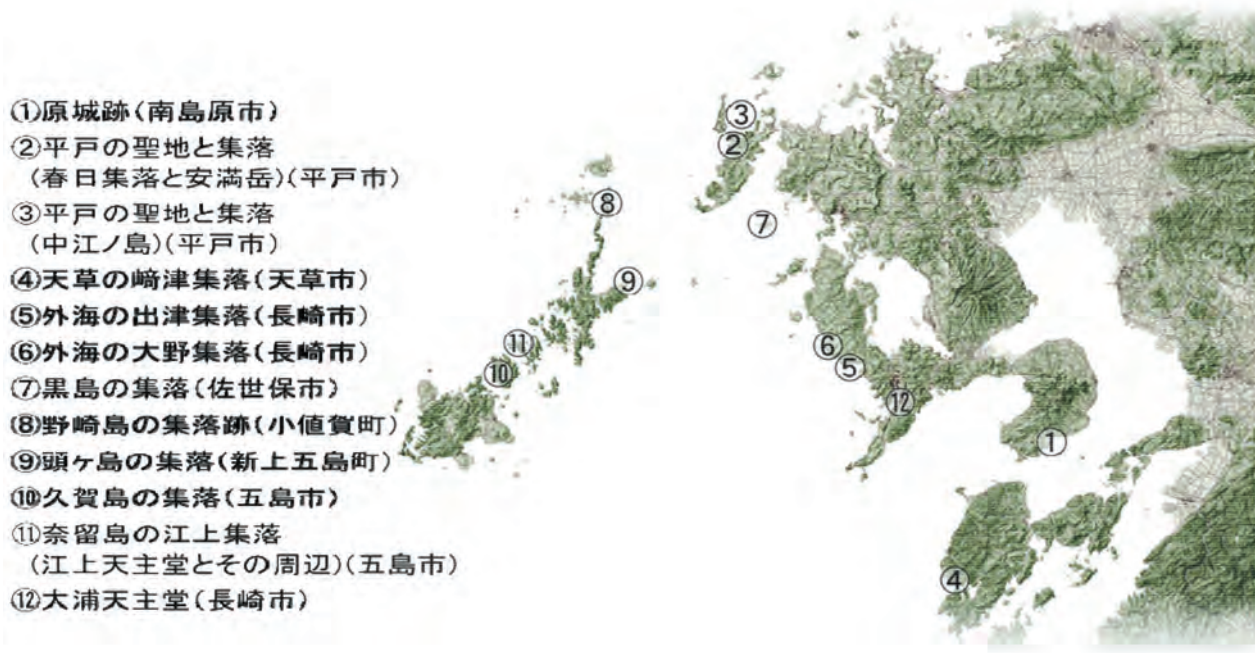 ①原城跡(南島原市)
②平戸の聖地と集落
(春日集落と安満岳)(平戸市)
③平戸の聖地と集落
(中江ノ島)(平戸市)
④天草の﨑津集落(天草市)
⑤外海の出津集落(長崎市)
⑥外海の大野集落(長崎市)
⑦黒島の集落(佐世保市)
⑧野崎島の集落跡(小値賀町)
⑨頭ヶ島の集落(新上五島町)
⑩久賀島の集落(五島市)
⑪奈留島の江上集落
(江上天主堂とその周辺)(五島市)
⑫大浦天主堂(長崎市)
③
②
⑧
⑦
⑨
⑪
⑩
⑥
⑤
⑫
①
④